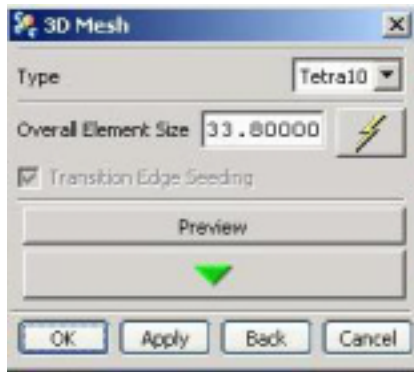 3D Mesh
Type Tetra10
Overall Element Size 33.80000
Transition Edge Seeding
Preview
OK Apply Back Cancel